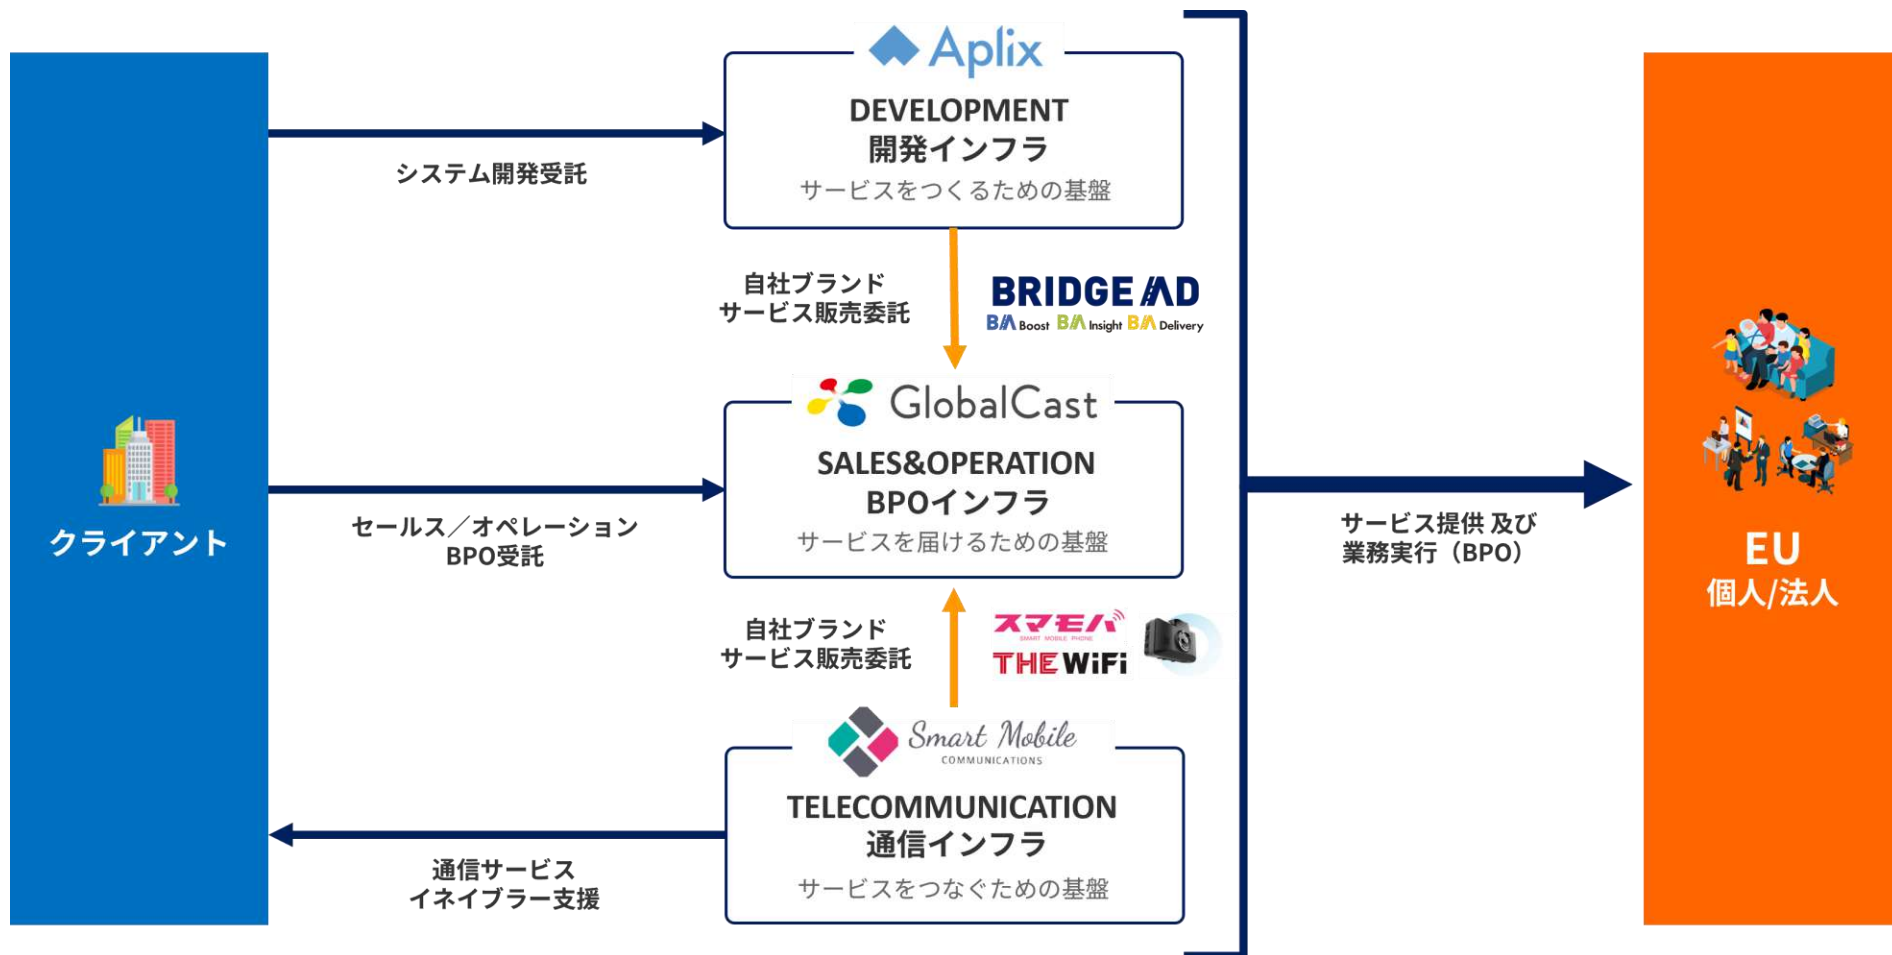 Aplix
DEVELOPMENT
開発インフラ
サービスをつくるための基盤
システム開発受託
自社ブランド
サービス販売委託
BRIDGE AD
BA Boost BA Insight BA Delivery
GlobalCast
SALES&OPERATION
BPOインフラ
サービスを届けるための基盤
クライアント
セールス／オペレーション
BPO受託
サービス提供 及び
業務実行（BPO）
EU
個人/法人
自社ブランド
サービス販売委託
スマモバ
SMART MOBILE PHONE
THE WiFi
Smart Mobile
COMMUNICATIONS
TELECOMMUNICATION
通信インフラ
サービスをつなぐための基盤
通信サービス
イネイブラー支援